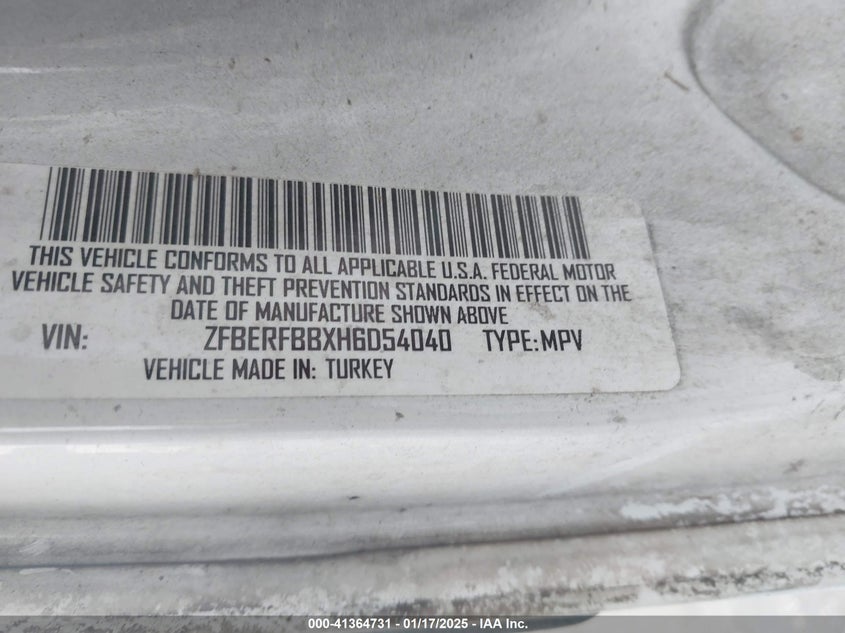 THIS VEHICLE CONFORMS TO ALL APPLICABLE U.S.A. FEDERAL MOTOR
VEHICLE SAFETY AND THEFT PREVENTION STANDARDS IN EFFECT ON THE
DATE OF MANUFACTURE SHOWN ABOVE
VIN: ZFBERFBBXH6D54040 TYPE: MPV
VEHICLE MADE IN: TURKEY
000-41364731 - 01/17/2025 - IAA Inc.